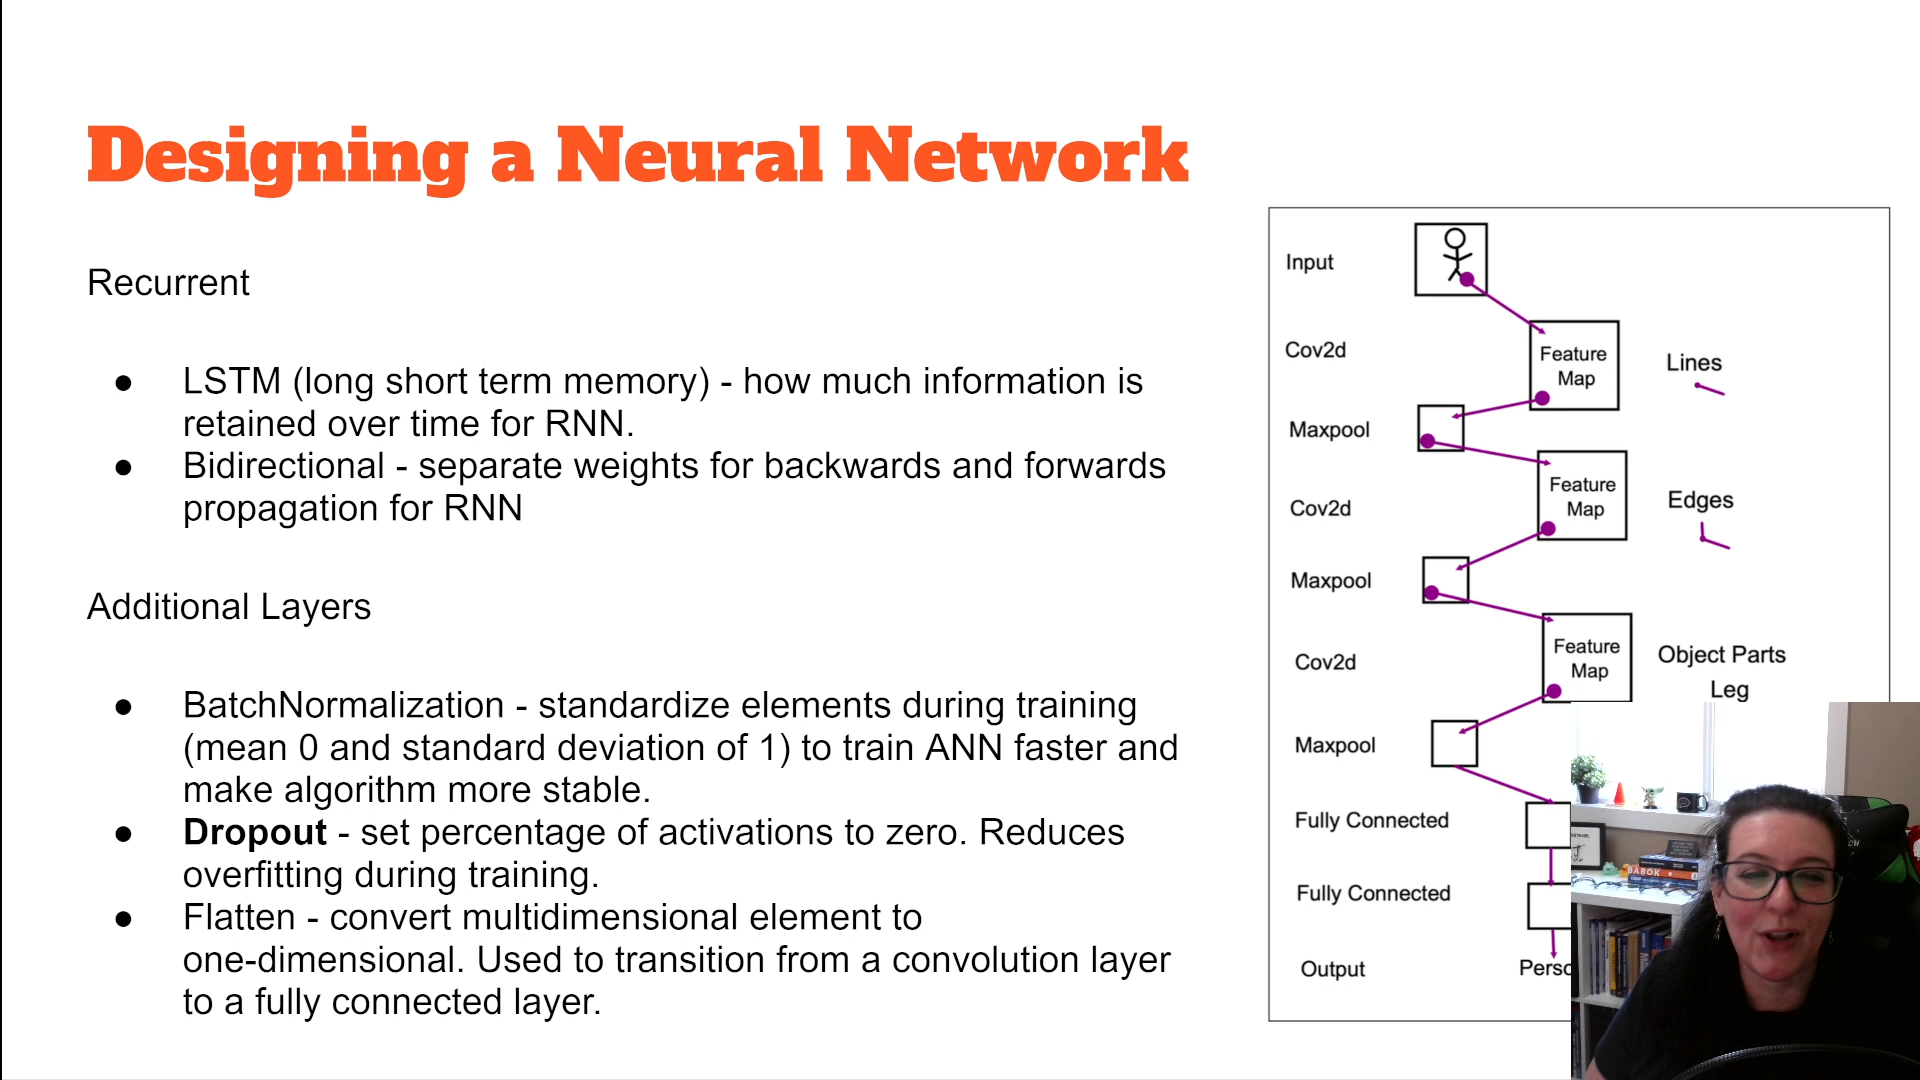 Designing a Neural Network
Recurrent
● LSTM (long short term memory) - how much information is
retained over time for RNN.
● Bidirectional - separate weights for backwards and forwards
propagation for RNN
Additional Layers
● BatchNormalization - standardize elements during training
(mean 0 and standard deviation of 1) to train ANN faster and
make algorithm more stable.
● Dropout - set percentage of activations to zero. Reduces
overfitting during training.
● Flatten - convert multidimensional element to
one-dimensional. Used to transition from a convolution layer
to a fully connected layer.
Input
Cov2d
Feature
Map
Lines
Maxpool
Cov2d
Feature
Map
Edges
Maxpool
Cov2d
Feature
Map
Object Parts
Leg
Maxpool
Fully Connected
Fully Connected
Output
Perso
BABOK